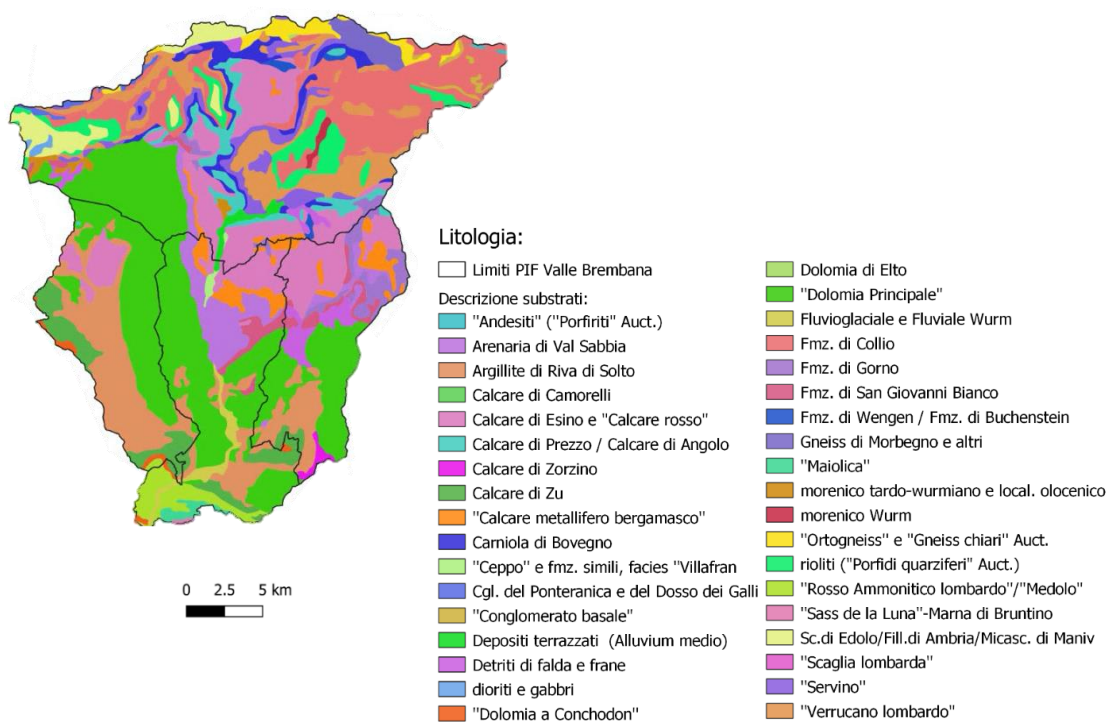 Litologia:
Limiti PIF Valle Brembana
Descrizione substrati:
"Andesiti" ("Porfiriti" Auct.)
Arenaria di Val Sabbia
Argillite di Riva di Solto
Calcare di Camorelli
Calcare di Esino e "Calcare rosso"
Calcare di Prezzo / Calcare di Angolo
Calcare di Zorzino
Calcare di Zu
"Calcare metallifero bergamasco"
Carniola di Bovegno
"Ceppo" e fmz. simili, facies "Villafran
Cgl. del Ponteranica e del Dosso dei Galli
"Conglomerato basale"
Depositi terrazzati (Alluvium medio)
Detriti di falda e frane
dioriti e gabbri
"Dolomia a Conchodon"
Dolomia di Elto
"Dolomia Principale"
Fluvioglaciale e Fluviale Wurm
Fmz. di Collio
Fmz. di Gorno
Fmz. di San Giovanni Bianco
Fmz. di Wengen / Fmz. di Buchenstein
Gneiss di Morbegno e altri
"Maiolica"
morenico tardo-wurmiano e local. olocenico
morenico Wurm
"Ortogneiss" e "Gneiss chiari" Auct.
rioliti ("Porfidi quarziferi" Auct.)
"Rosso Ammonitico lombardo"/"Medolo"
"Sass de la Luna"-Marna di Bruntino
Sc.di Edolo/Fill.di Ambria/Micasc. di Maniv
"Scaglia lombarda"
"Servino"
"Verrucano lombardo"
0 2.5 5 km